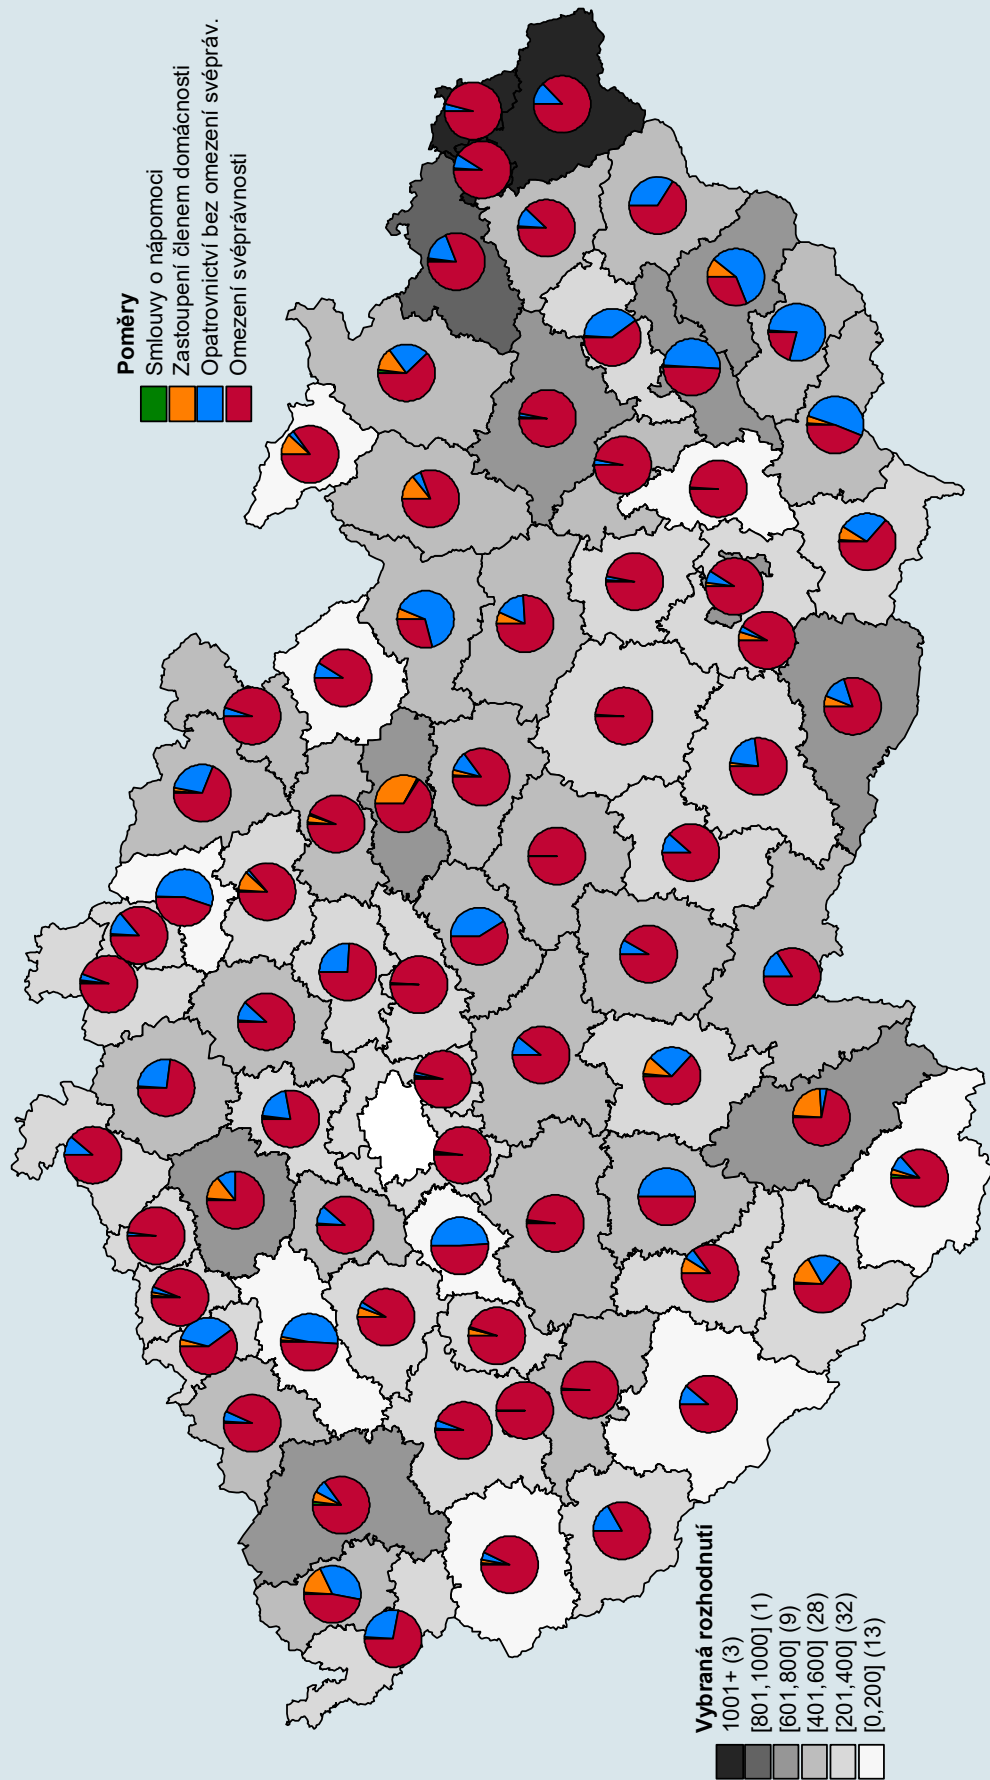 Poměry
Smlouvy o nápomoci
Zastoupení členem domácnosti
Opatrovnictví bez omezení svépráv.
Omezení svéprávnosti
Vybraná rozhodnutí
1001+ (3)
[801,1000] (1)
[601,800] (9)
[401,600] (28)
[201,400] (32)
[0,200] (13)